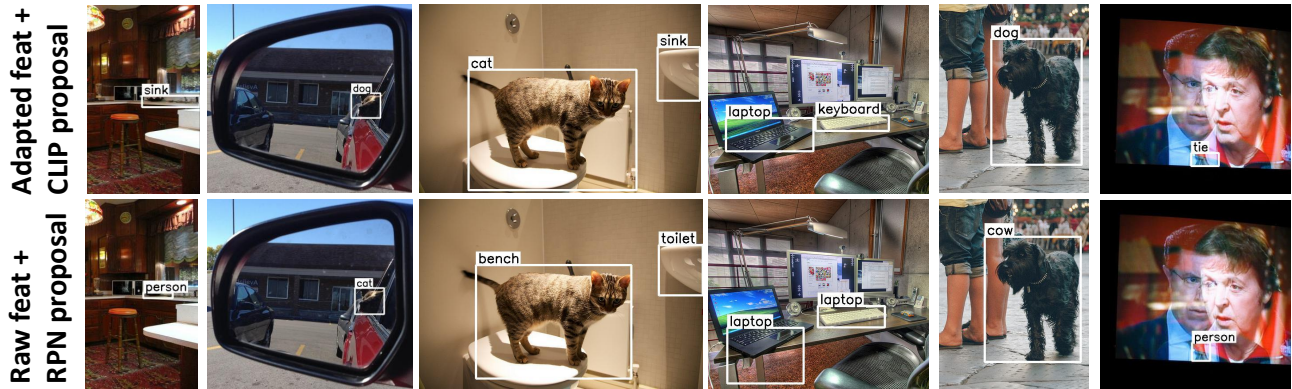 Adapted feat +
CLIP proposal
sink
dog
cat
sink
laptop
keyboard
dog
tie
Raw feat +
RPN proposal
person
cat
bench
toilet
laptop
laptop
cow
person